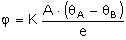 φ = K A · (θA − θB) / e